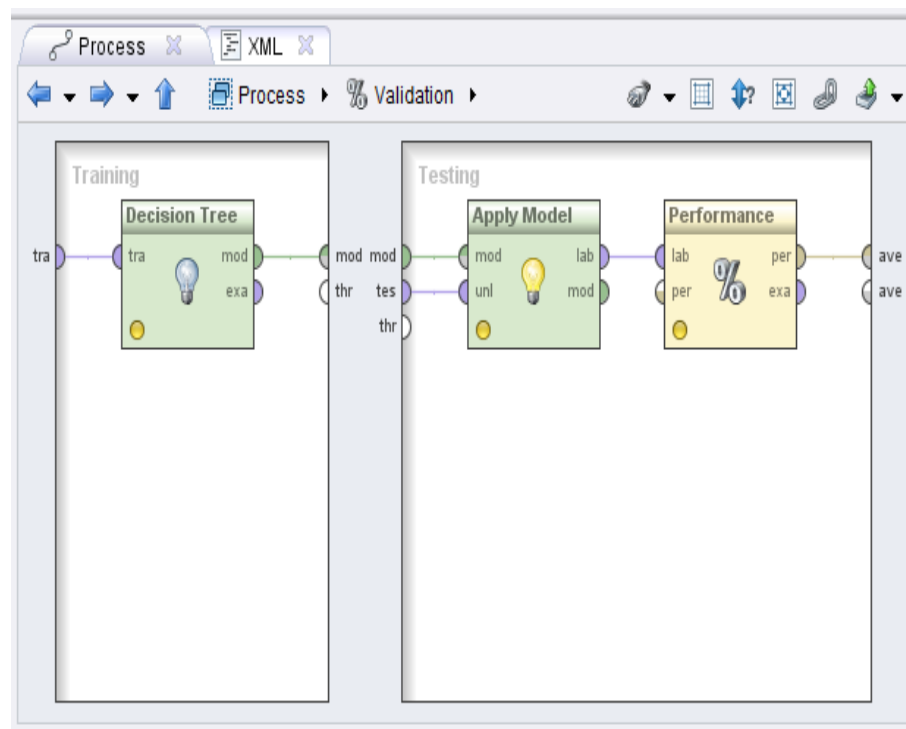 Process XML
Process Validation
Training
Testing
Decision Tree
Apply Model
Performance
tra tra mod mod mod mod lab lab per ave
exa thr tes unl mod per exa ave
thr